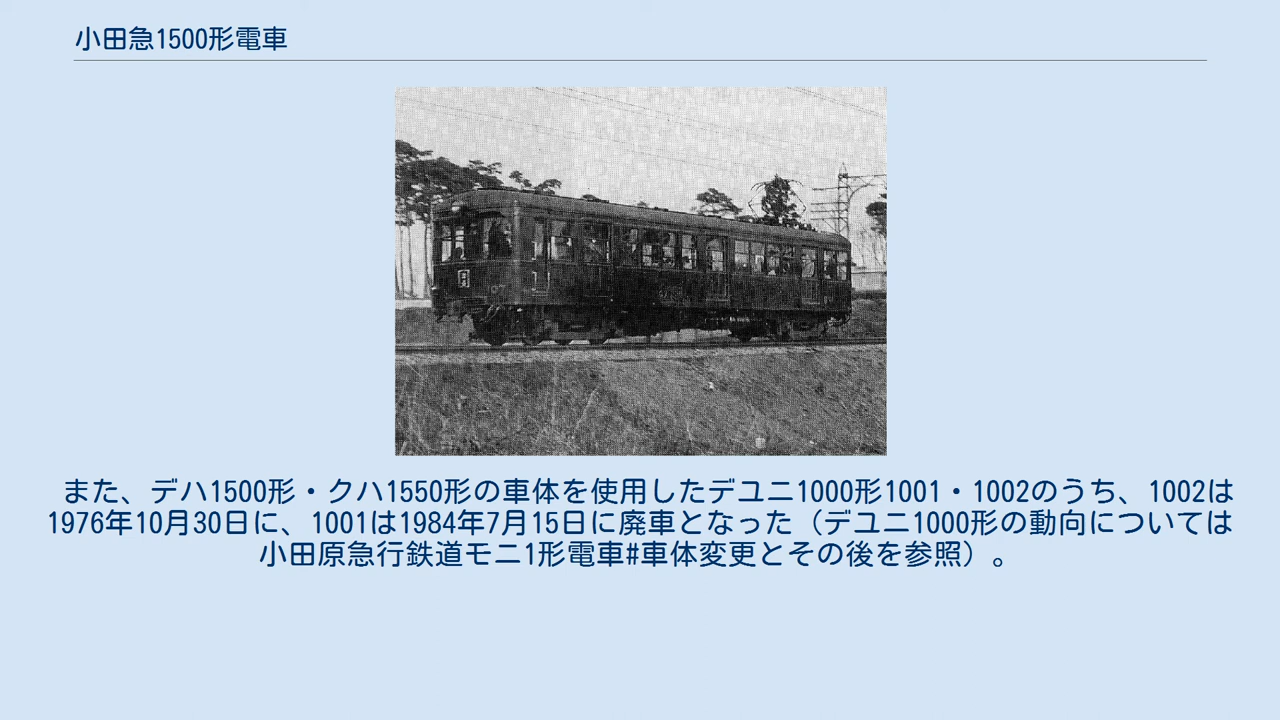 小田急1500形電車
また、デハ1500形・クハ1550形の車体を使用したデユニ1000形1001・1002のうち、1002は
1976年10月30日に、1001は1984年7月15日に廃車となった（デユニ1000形の動向については
小田原急行鉄道モニ1形電車#車体変更とその後を参照）。